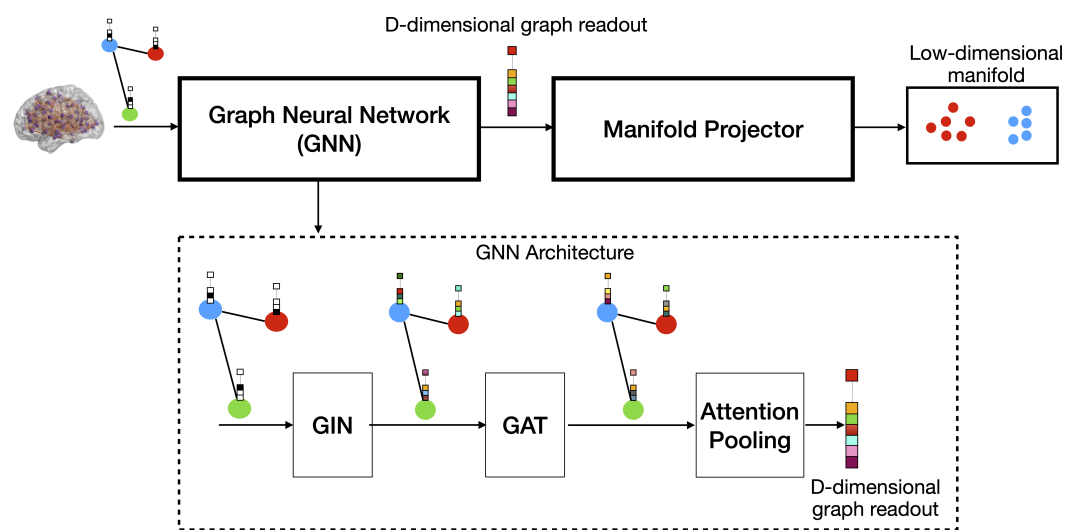 D-dimensional graph readout
Low-dimensional
manifold
Graph Neural Network
(GNN)
Manifold Projector
GNN Architecture
GIN
GAT
Attention
Pooling
D-dimensional
graph readout